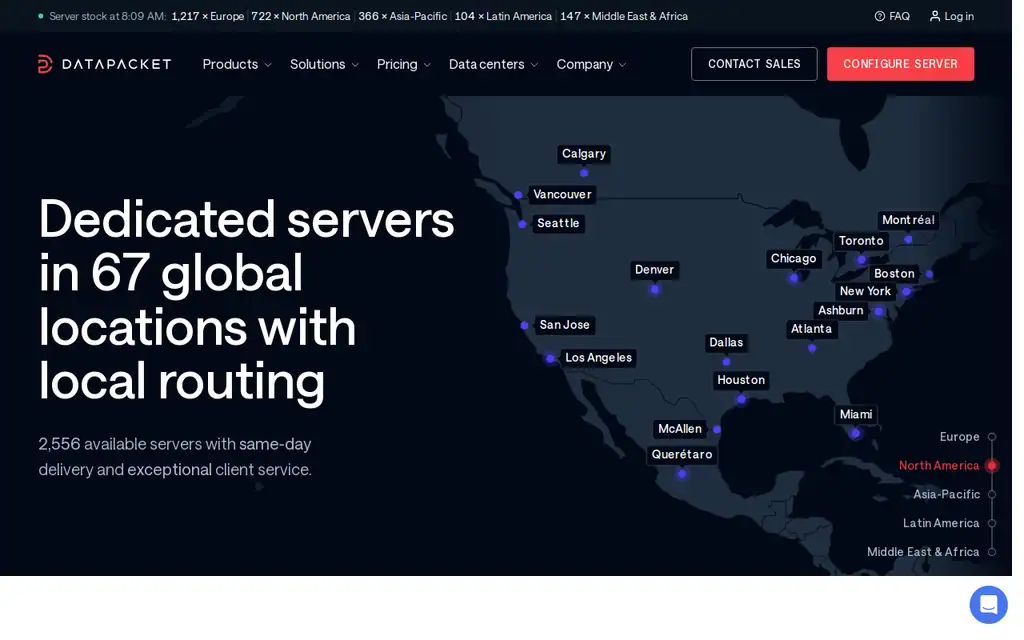 Server stock at 8:09 AM: 1,217 × Europe 722 × North America 366 × Asia-Pacific 104 × Latin America 147 × Middle East & Africa
FAQ
Log in
DATAPACKET
Products
Solutions
Pricing
Data centers
Company
CONTACT SALES
CONFIGURE SERVER
Dedicated servers
in 67 global
locations with
local routing
2,556 available servers with same-day
delivery and exceptional client service.
Calgary
Vancouver
Seattle
Montréal
Toronto
Chicago
Denver
Boston
New York
Ashburn
San Jose
Atlanta
Dallas
Los Angeles
Houston
Miami
McAllen
Querétaro
Europe
North America
Asia-Pacific
Latin America
Middle East & Africa